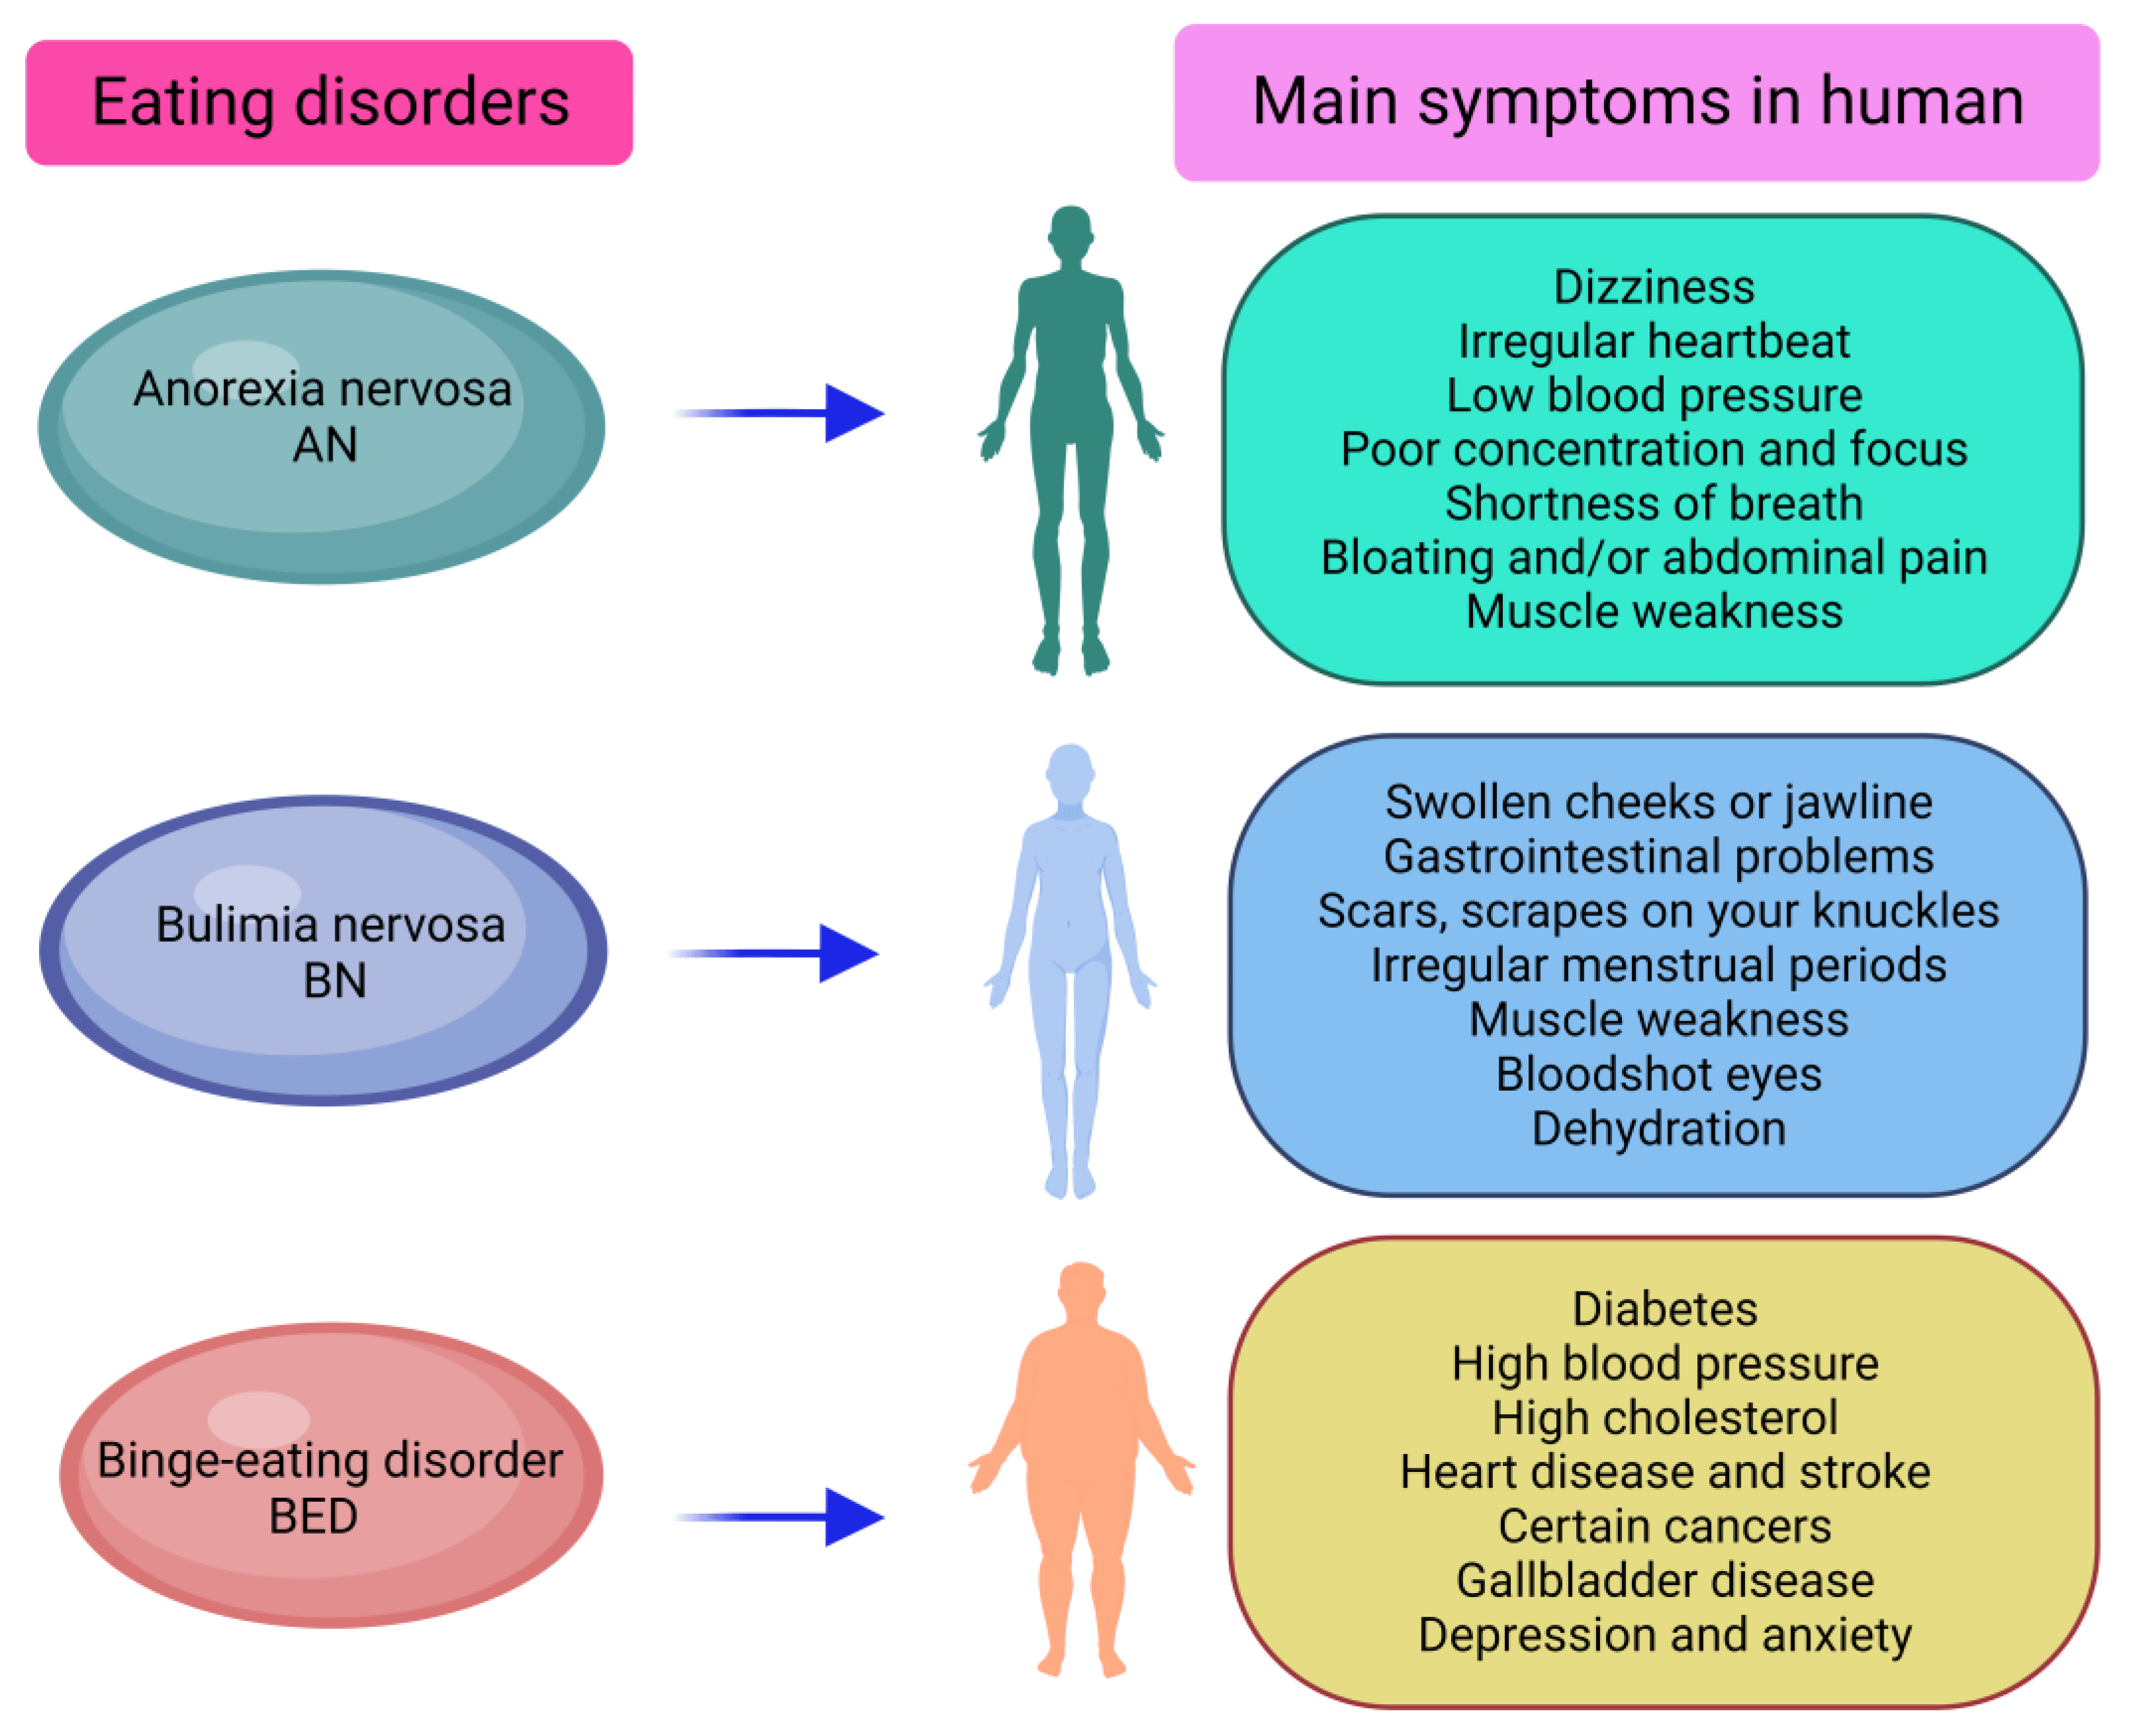 Eating disorders
Main symptoms in human
Anorexia nervosa
AN
Dizziness
Irregular heartbeat
Low blood pressure
Poor concentration and focus
Shortness of breath
Bloating and/or abdominal pain
Muscle weakness
Bulimia nervosa
BN
Swollen cheeks or jawline
Gastrointestinal problems
Scars, scrapes on your knuckles
Irregular menstrual periods
Muscle weakness
Bloodshot eyes
Dehydration
Binge-eating disorder
BED
Diabetes
High blood pressure
High cholesterol
Heart disease and stroke
Certain cancers
Gallbladder disease
Depression and anxiety